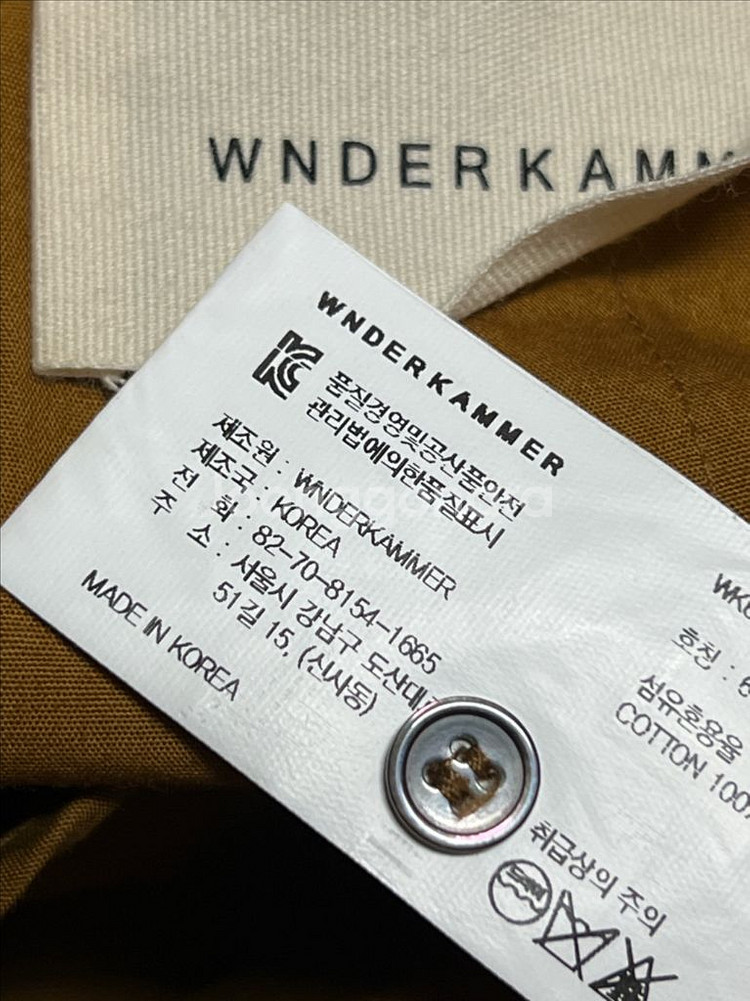 WNDERKAMM
WNDERKAMMER
품질경영및공산품안전
관리법에의한품질표시
제조원 : WNDERKAMMER
제조국 : KOREA
전 화 : 82-70-8154-1665
주 소 : 서울시 강남구 도산대
51길 15, (신사동)
MADE IN KOREA
호칭 : 6
섬유혼용율
COTTON 100%
취급상의 주의